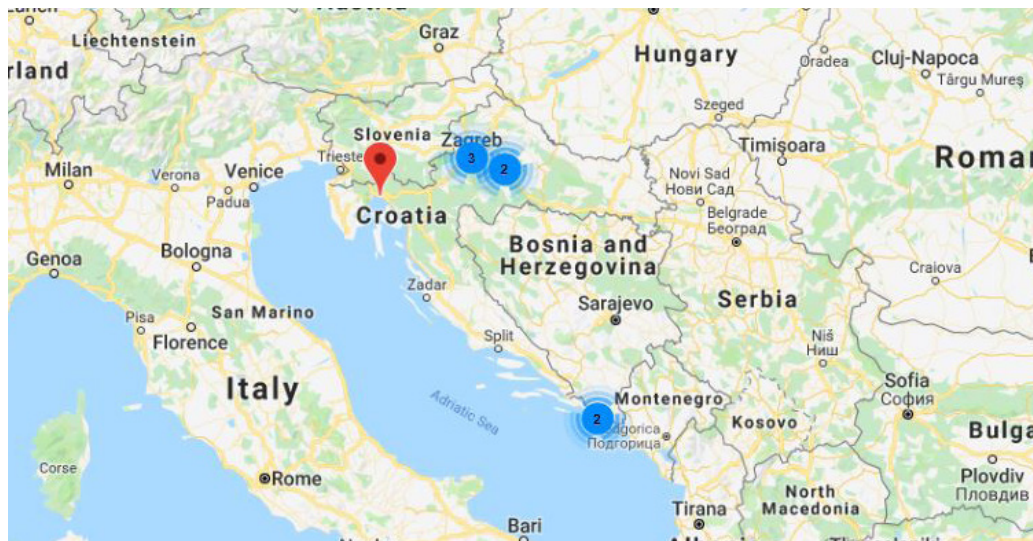 Graz
Liechtenstein
rland
Hungary
Oradea
Cluj-Napoca
Târgu Mureș
Szeged
Slovenia
Zagreb
Trieste
3
2
Timișoara
Roman
Milan
Verona
Venice
Padua
Novi Sad
Нови Сад
Croatia
Belgrade
Београд
Bologna
Bosnia and
Herzegovina
Genoa
Zadar
Craiova
Sarajevo
Serbia
Pisa
San Marino
Florence
Split
Niš
Ниш
Italy
Adriatic Sea
Sofia
София
Montenegro
2
Kosovo
dgorica
Подгорица
Bulga
Corse
Rome
Plovdiv
Пловдив
North
Macedonia
Tirana
Bari